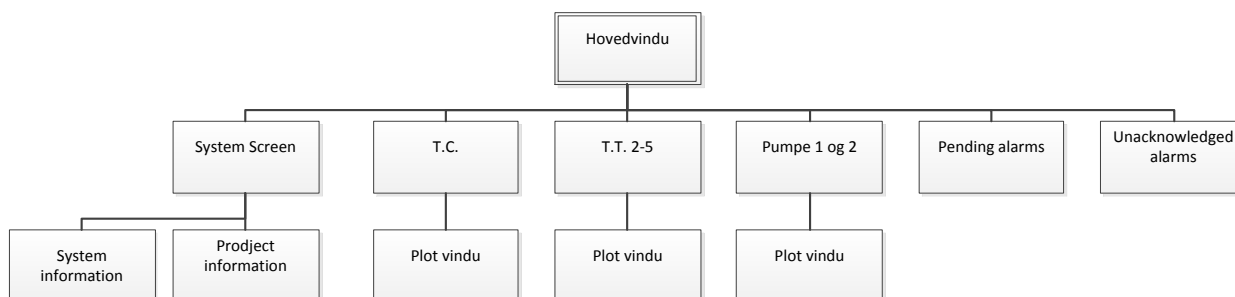 Hovedvindu
System Screen
T.C.
T.T. 2-5
Pumpe 1 og 2
Pending alarms
Unacknowledged
alarms
System
information
Prodject
information
Plot vindu
Plot vindu
Plot vindu